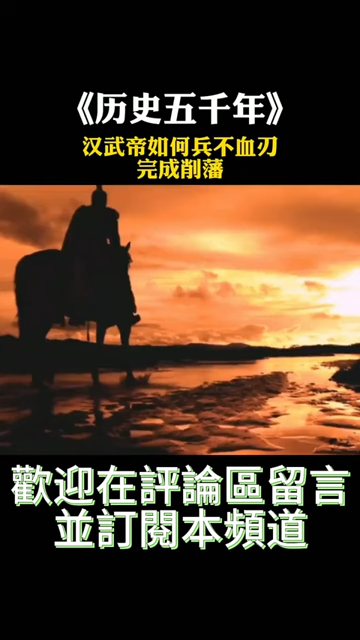 《历史五千年》
汉武帝如何兵不血刃
完成削藩
歡迎在評論區留言
並訂閱本頻道